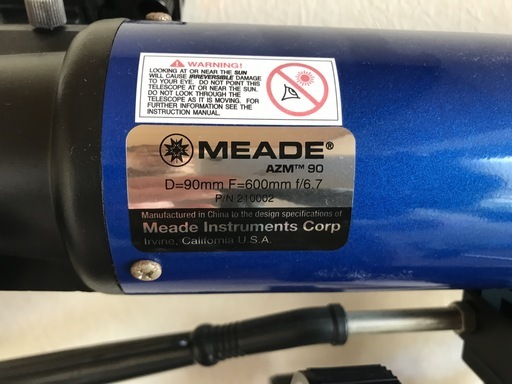 WARNING!
LOOKING AT OR NEAR THE SUN
WILL CAUSE IRREVERSIBLE DAMAGE
TO YOUR EYE. DO NOT POINT THIS
TELESCOPE AT OR NEAR THE SUN.
DO NOT LOOK THROUGH THE
TELESCOPE AS IT IS MOVING. FOR
FURTHER INFORMATION SEE THE
INSTRUCTION MANUAL.
MEADE®
AZM™ 90
D=90mm F=600mm f/6.7
P/N 210002
Manufactured in China to the design specifications of
Meade Instruments Corp
Irvine, California U.S.A.